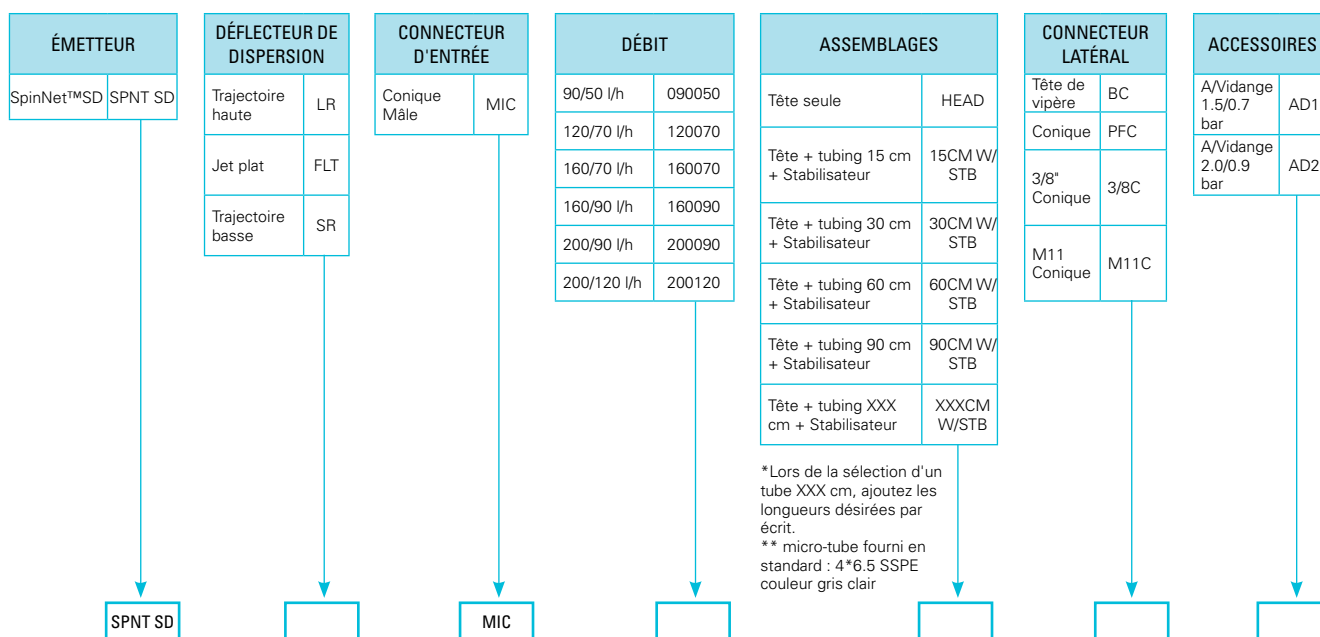 ÉMETTEUR
SpinNet™SD SPNT SD
DÉFLECTEUR DE
DISPERSION
Trajectoire
haute
LR
Jet plat FLT
Trajectoire
basse
SR
CONNECTEUR
D'ENTRÉE
Conique
Mâle
MIC
DÉBIT
90/50 l/h 090050
120/70 l/h 120070
160/70 l/h 160070
160/90 l/h 160090
200/90 l/h 200090
200/120 l/h 200120
ASSEMBLAGES
Tête seule HEAD
Tête + tubing 15 cm
+ Stabilisateur
15CM W/
STB
Tête + tubing 30 cm
+ Stabilisateur
30CM W/
STB
Tête + tubing 60 cm
+ Stabilisateur
60CM W/
STB
Tête + tubing 90 cm
+ Stabilisateur
90CM W/
STB
Tête + tubing XXX
cm + Stabilisateur
XXXCM
W/STB
*Lors de la sélection d'un
tube XXX cm, ajoutez les
longueurs désirées par
écrit.
** micro-tube fourni en
standard : 4*6.5 SSPE
couleur gris clair
CONNECTEUR
LATÉRAL
Tête de
vipère
BC
Conique PFC
3/8"
Conique
3/8C
M11
Conique
M11C
ACCESSOIRES
A/Vidange
1.5/0.7
bar
AD1
A/Vidange
2.0/0.9
bar
AD2
SPNT SD
MIC